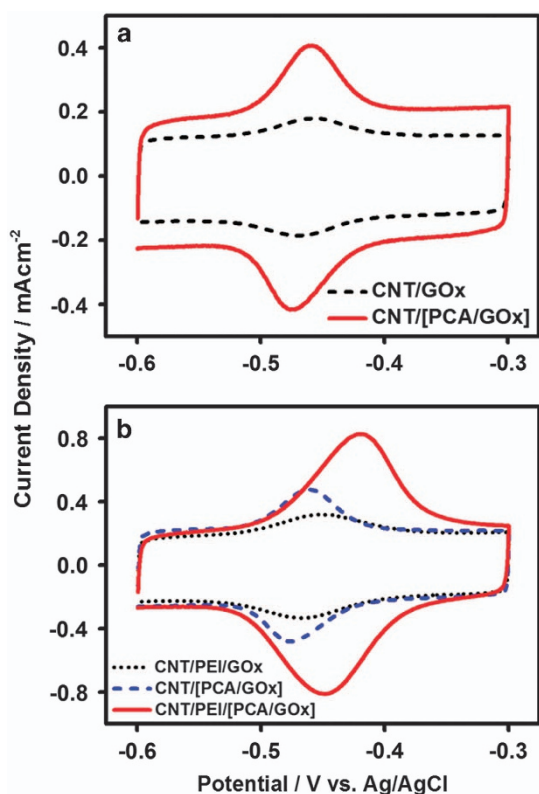 a
0.4
0.2
0.0
-0.2
-0.4
CNT/GOx
CNT/[PCA/GOx]
-0.6 -0.5 -0.4 -0.3
Current Density / mAcm-2
b
0.8
0.4
0.0
-0.4
-0.8
CNT/PEI/GOx
CNT/[PCA/GOx]
CNT/PEI/[PCA/GOx]
-0.6 -0.5 -0.4 -0.3
Potential / V vs. Ag/AgCl